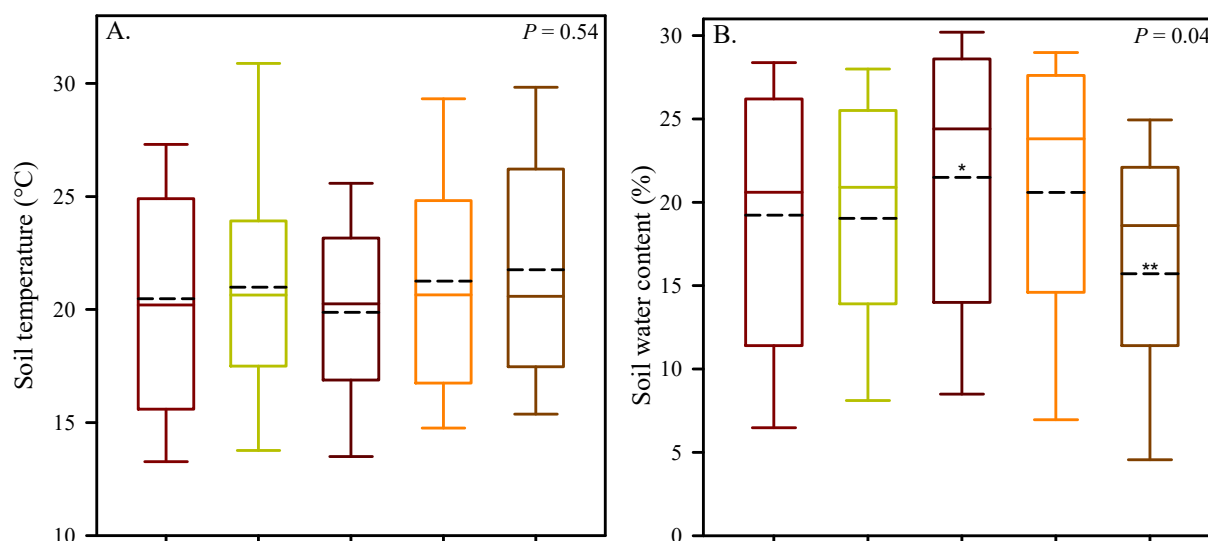 A.
P = 0.54
Soil temperature (°C)
30
25
20
15
10
B.
P = 0.04
Soil water content (%)
30
25
20
15
10
5
0
*
**